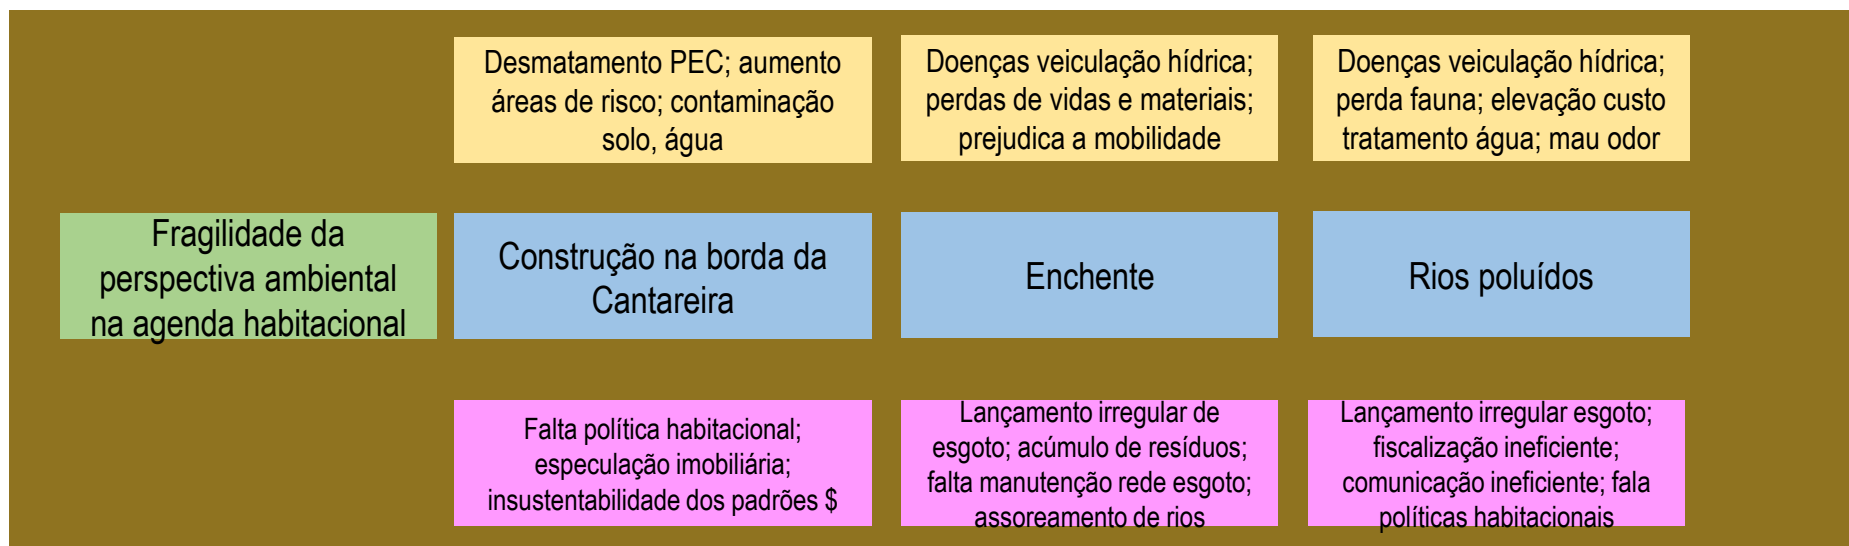 Desmatamento PEC; aumento
áreas de risco; contaminação
solo, água
Doenças veiculação hídrica;
perdas de vidas e materiais;
prejudica a mobilidade
Doenças veiculação hídrica;
perda fauna; elevação custo
tratamento água; mau odor
Fragilidade da
perspectiva ambiental
na agenda habitacional
Construção na borda da
Cantareira
Enchente
Rios poluídos
Falta política habitacional;
especulação imobiliária;
insustentabilidade dos padrões $
Lançamento irregular de
esgoto; acúmulo de resíduos;
falta manutenção rede esgoto;
assoreamento de rios
Lançamento irregular esgoto;
fiscalização ineficiente;
comunicação ineficiente; fala
políticas habitacionais